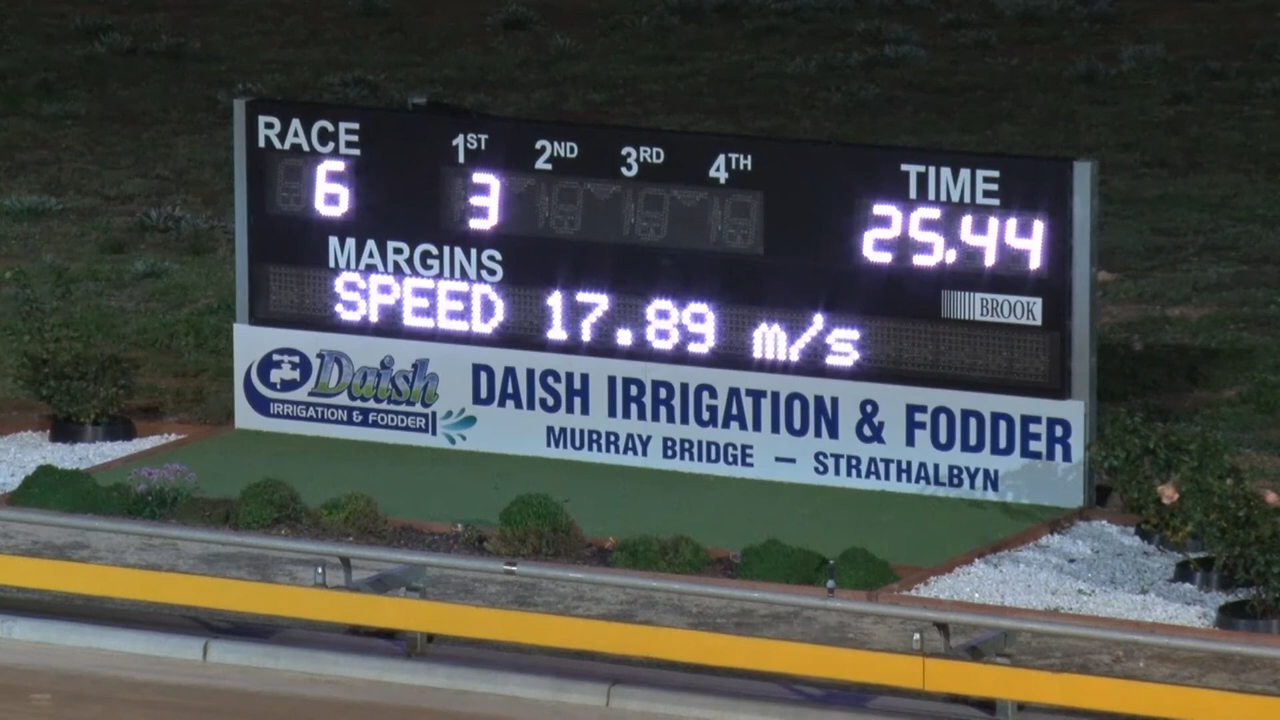 RACE 1ST 2ND 3RD 4TH TIME
6 3 25.44
MARGINS
SPEED 17.89 m/s
BROOK
Daish
IRRIGATION & FODDER
DAISH IRRIGATION & FODDER
MURRAY BRIDGE – STRATHALBYN